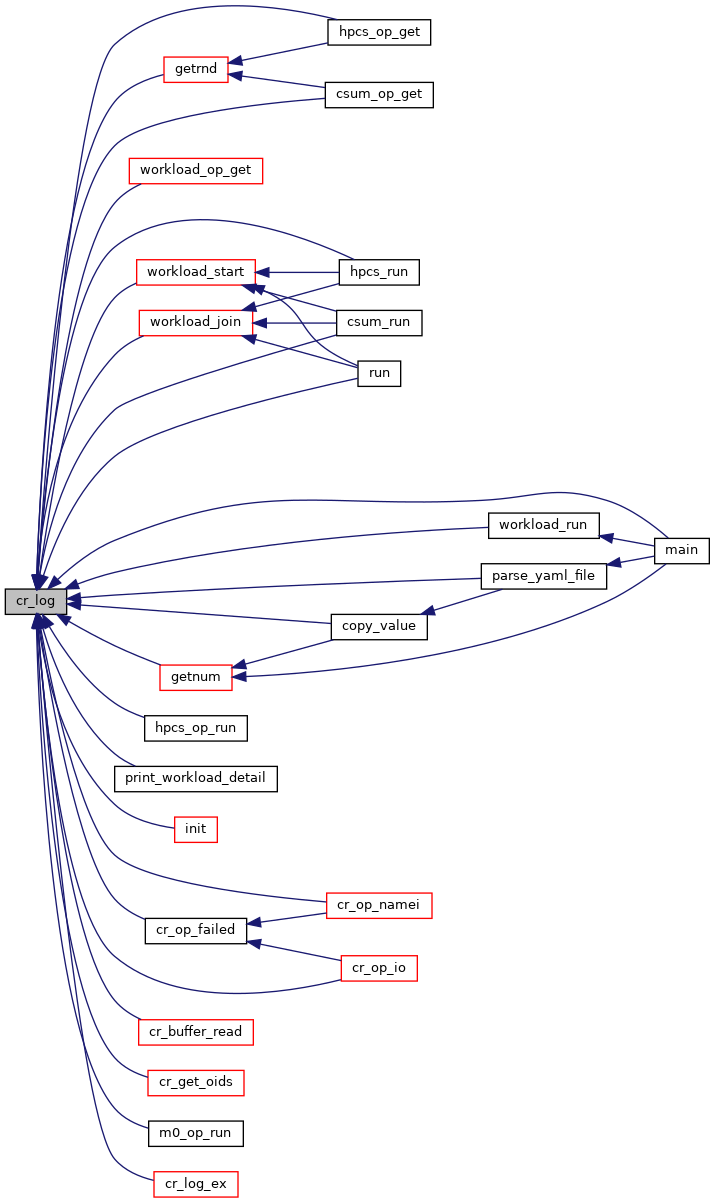 hpcs_op_get
getrnd
csum_op_get
workload_op_get
workload_start
hpcs_run
workload_join
csum_run
run
workload_run
main
parse_yaml_file
cr_log
copy_value
getnum
hpcs_op_run
print_workload_detail
init
cr_op_namei
cr_op_failed
cr_op_io
cr_buffer_read
cr_get_oids
m0_op_run
cr_log_ex